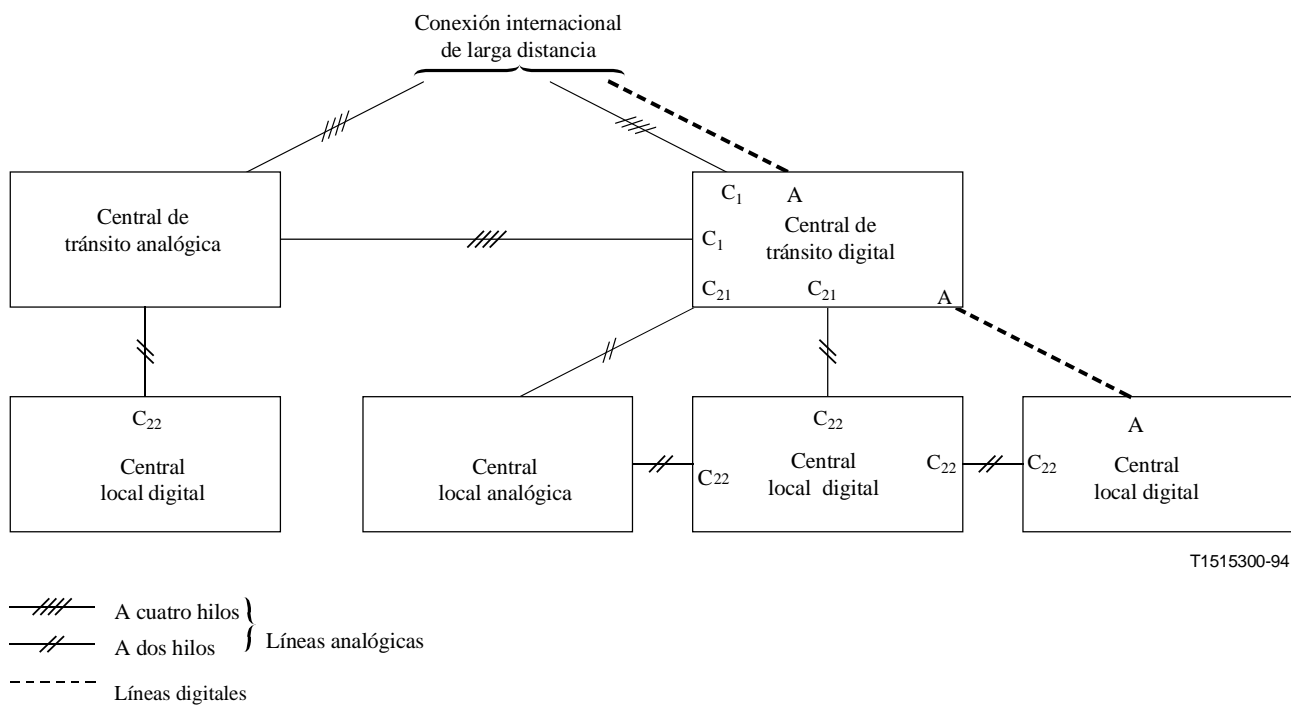 Conexión internacional
de larga distancia
C1 A
Central de
tránsito analógica
C1
Central de
tránsito digital
C21 C21 A
C22
Central
local digital
Central
local analógica
C22
C22
Central
local digital
C22
A
C22
Central
local digital
T1515300-94
A cuatro hilos
A dos hilos
Líneas analógicas
Líneas digitales